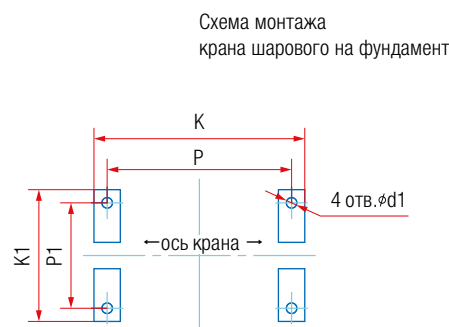 Схема монтажа
крана шарового на фундамент
K
P
4 отв.⌀d1
K1
P1
←ось крана→